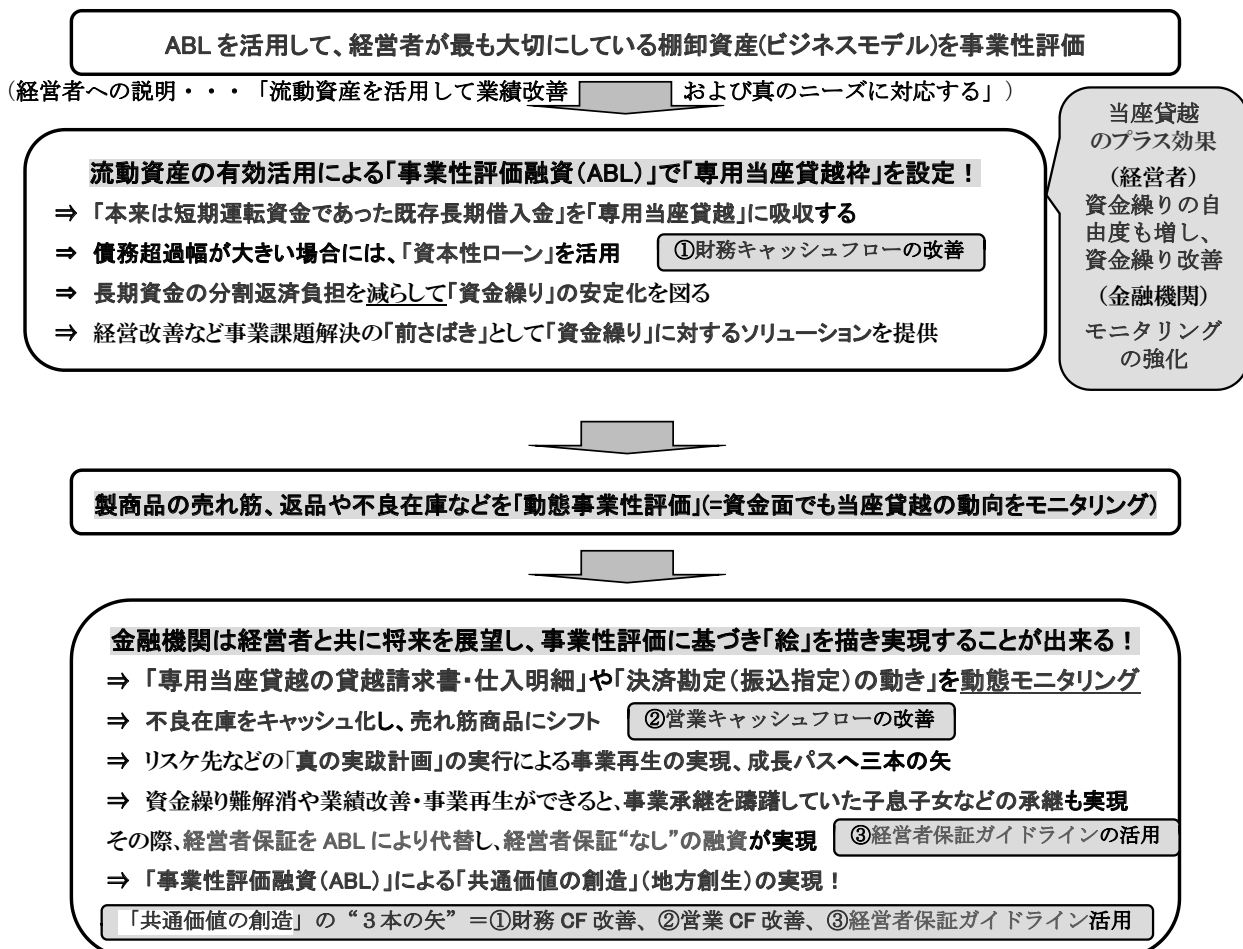 ABL を活用して、経営者が最も大切にしている棚卸資産(ビジネスモデル)を事業性評価
(経営者への説明・・・「流動資産を活用して業績改善 および真のニーズに対応する」)
当座貸越
のプラス効果
(経営者)
資金繰りの自
由度も増し、
資金繰り改善
(金融機関)
モニタリング
の強化
流動資産の有効活用による「事業性評価融資(ABL)」で「専用当座貸越枠」を設定!
⇒ 「本来は短期運転資金であった既存長期借入金」を「専用当座貸越」に吸収する
⇒ 債務超過幅が大きい場合には、「資本性ローン」を活用 ①財務キャッシュフローの改善
⇒ 長期資金の分割返済負担を減らして「資金繰り」の安定化を図る
⇒ 経営改善など事業課題解決の「前さばき」として「資金繰り」に対するソリューションを提供
製商品の売れ筋、返品や不良在庫などを「動態事業性評価」(=資金面でも当座貸越の動向をモニタリング)
金融機関は経営者と共に将来を展望し、事業性評価に基づき「絵」を描き実現することが出来る!
⇒ 「専用当座貸越の貸越請求書・仕入明細」や「決済勘定(振込指定)の動き」を動態モニタリング
⇒ 不良在庫をキャッシュ化し、売れ筋商品にシフト ②営業キャッシュフローの改善
⇒ リスケ先などの「真の実践計画」の実行による事業再生の実現、成長パスへ三本の矢
⇒ 資金繰り難解消や業績改善・事業再生ができると、事業承継を躊躇していた子息子女などの承継も実現
その際、経営者保証を ABL により代替し、経営者保証“なし”の融資が実現 ③経営者保証ガイドラインの活用
⇒ 「事業性評価融資(ABL)」による「共通価値の創造」(地方創生)の実現!
「共通価値の創造」の“3本の矢”=①財務 CF 改善、②営業 CF 改善、③経営者保証ガイドライン活用